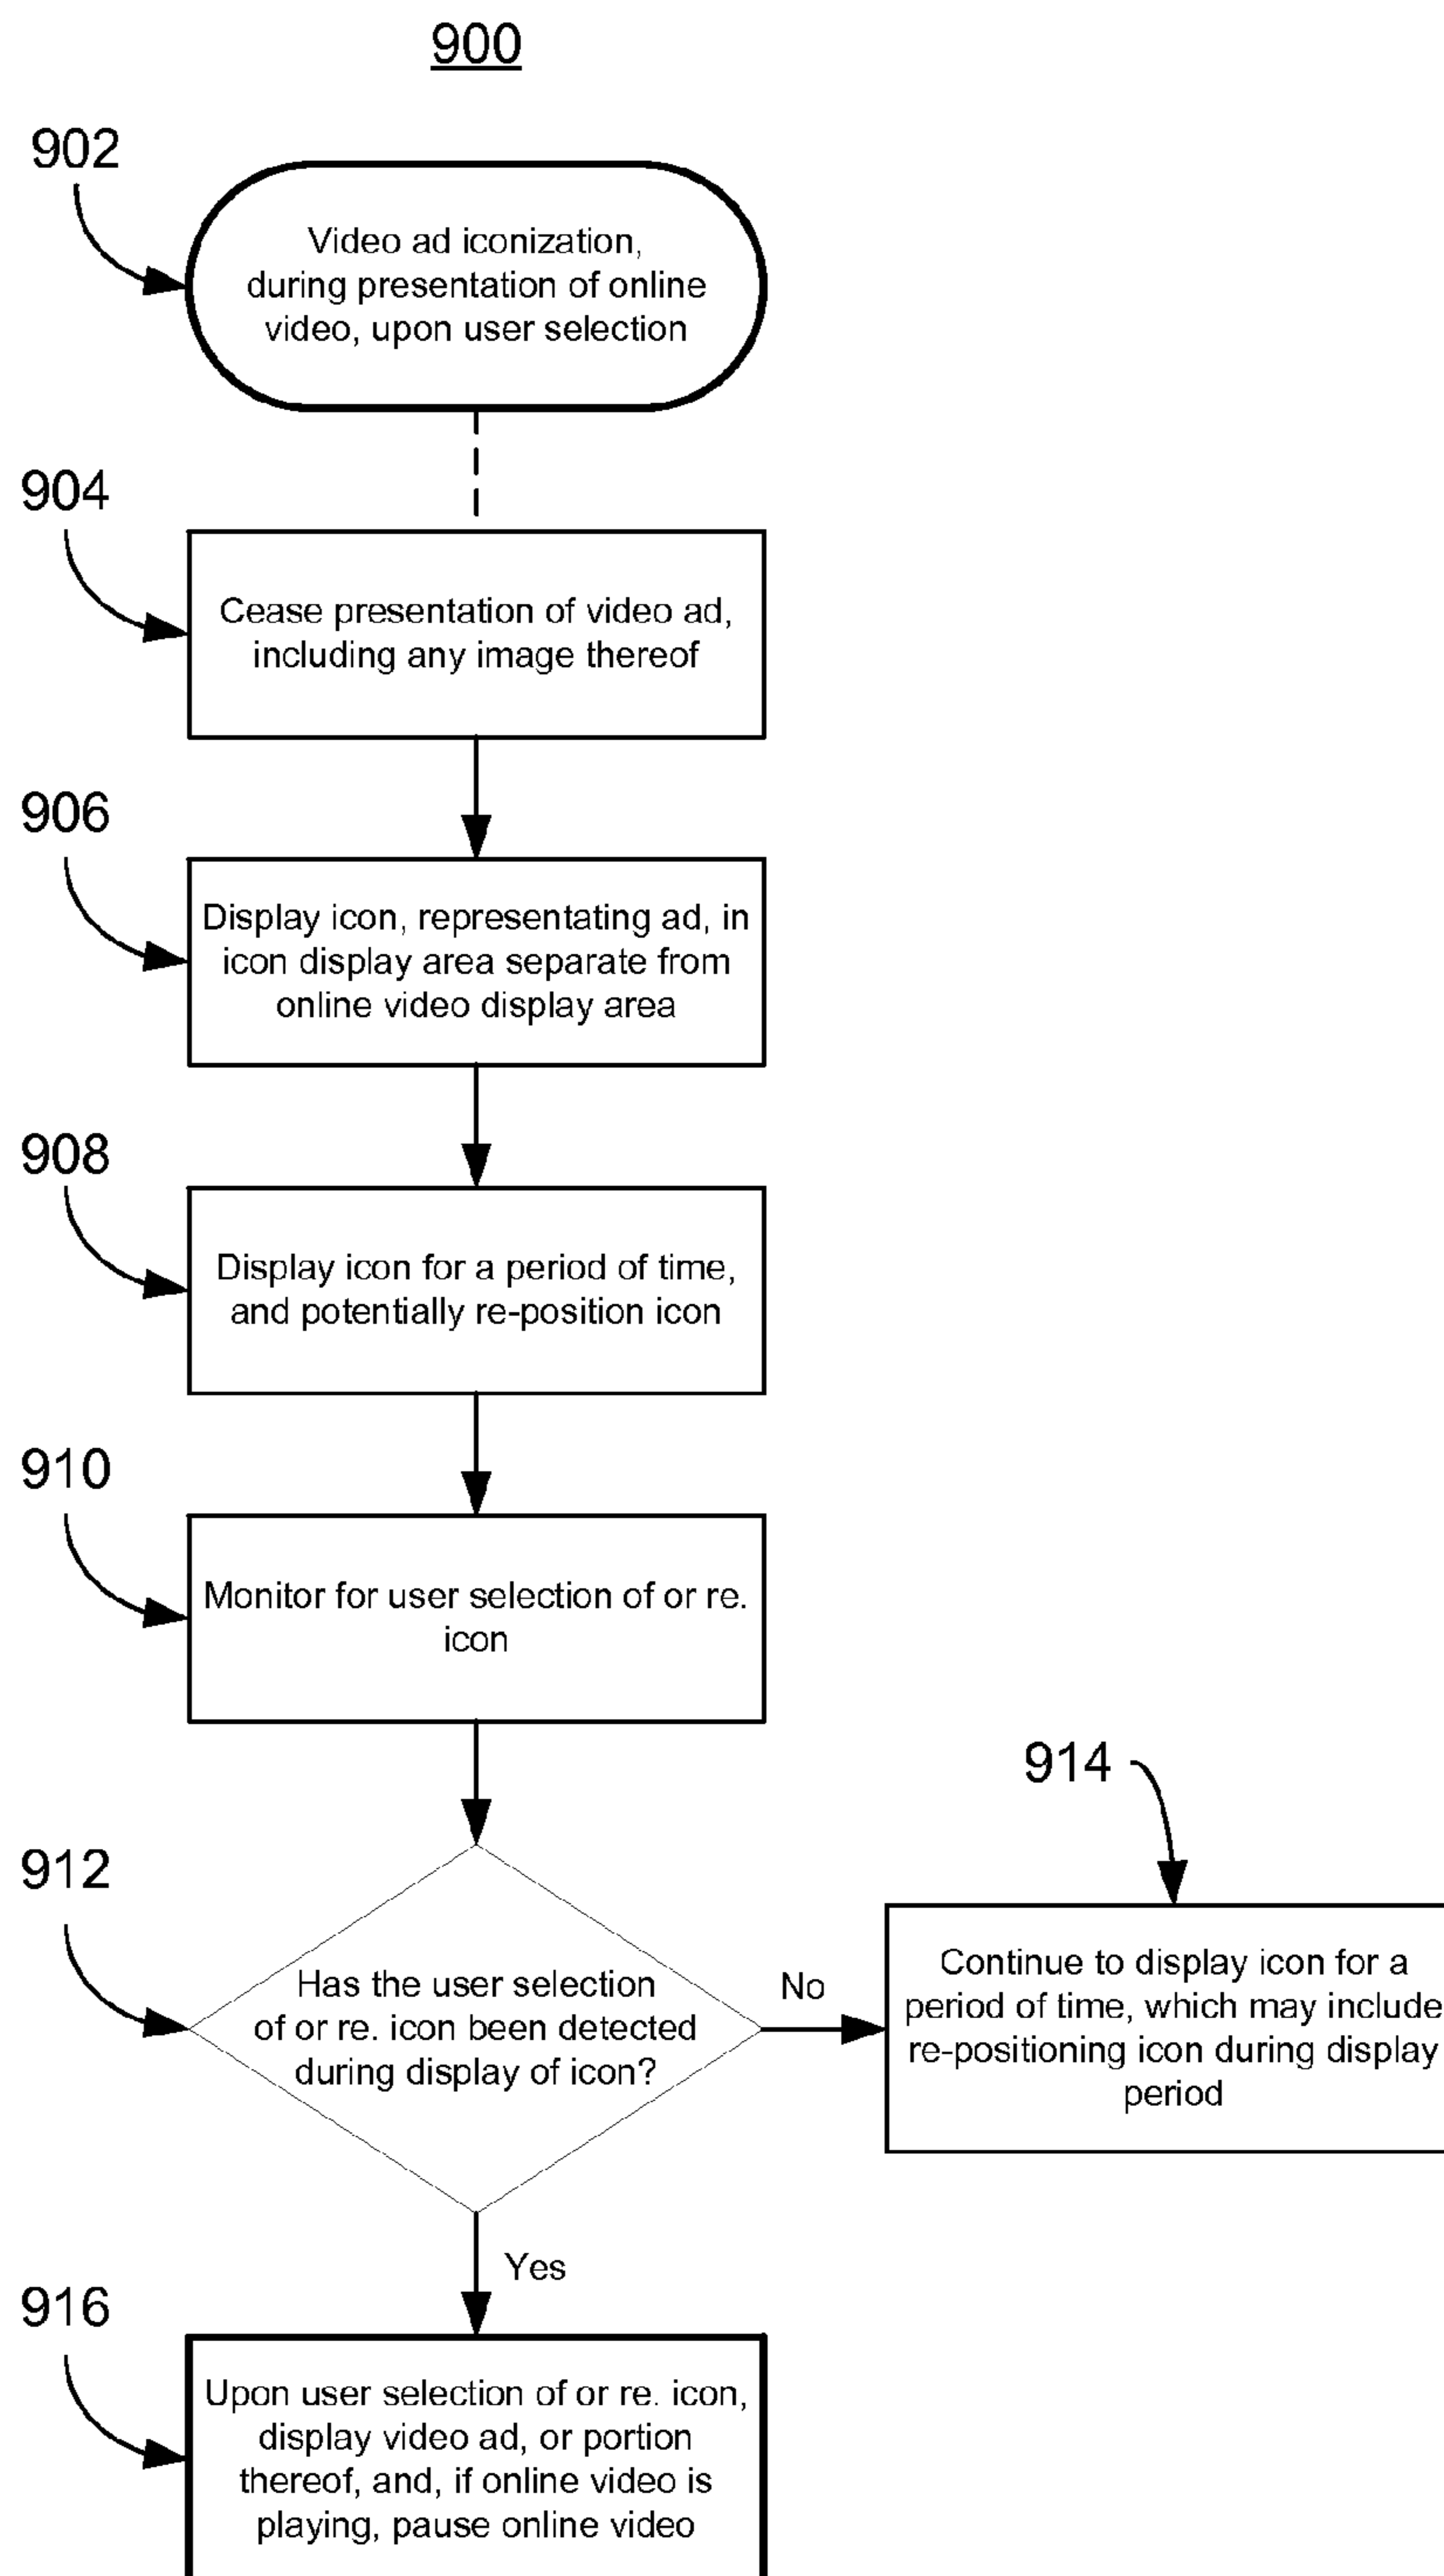 900
902
Video ad iconization,
during presentation of online
video, upon user selection
904
Cease presentation of video ad,
including any image thereof
906
Display icon, representating ad, in
icon display area separate from
online video display area
908
Display icon for a period of time,
and potentially re-position icon
910
Monitor for user selection of or re.
icon
912
Has the user selection
of or re. icon been detected
during display of icon?
No
914
Continue to display icon for a
period of time, which may include
re-positioning icon during display
period
Yes
916
Upon user selection of or re. icon,
display video ad, or portion
thereof, and, if online video is
playing, pause online video